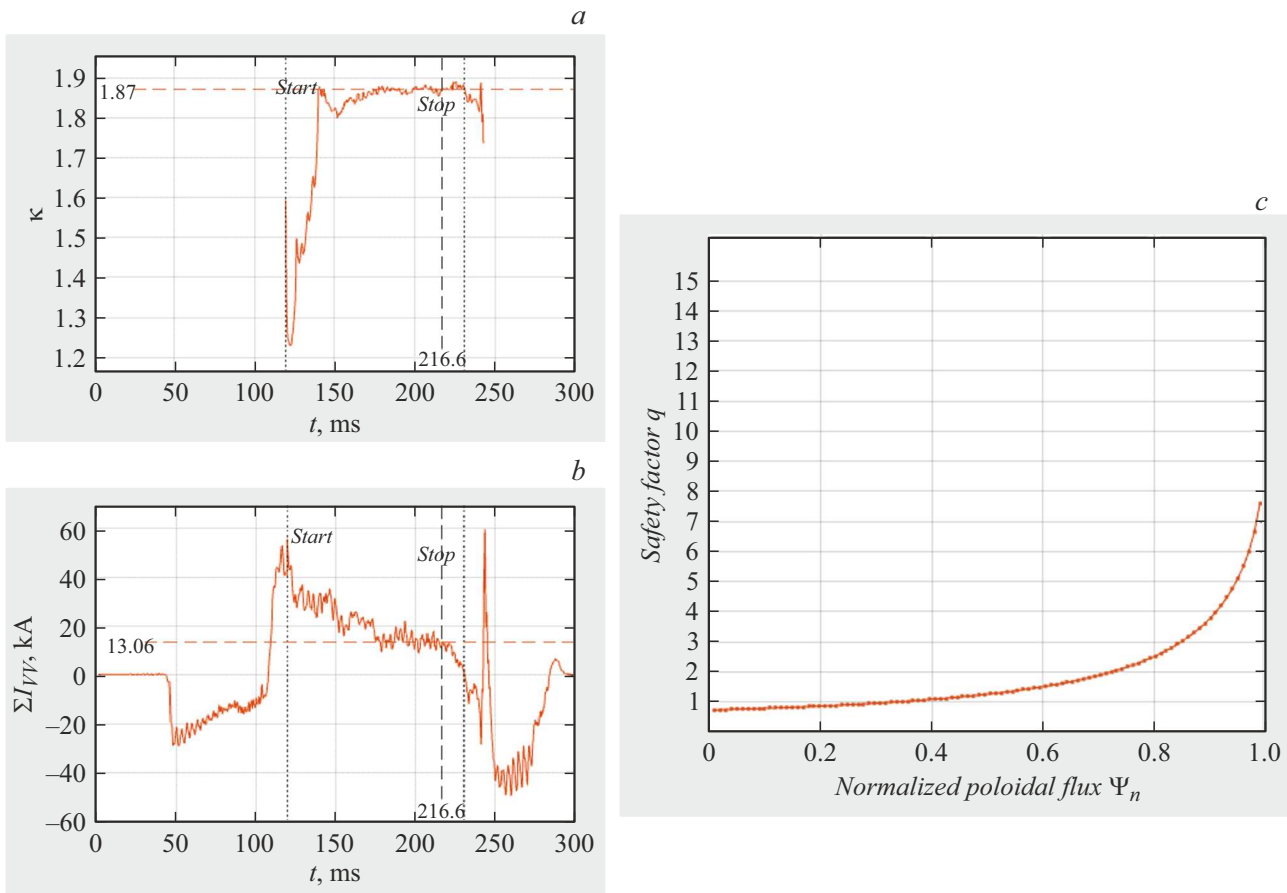 a
1.9
1.87
Start
1.8
Stop
1.7
1.6
κ
1.5
1.4
1.3
1.2
216.6
0 50 100 150 200 250 300
t, ms
b
60
Start
Stop
40
20
13.06
0
ΣI_VV, kA
–20
–40
–60
216.6
0 50 100 150 200 250 300
t, ms
c
15
14
13
12
11
10
9
8
7
6
5
4
3
2
1
Safety factor q
0 0.2 0.4 0.6 0.8 1.0
Normalized poloidal flux Ψn